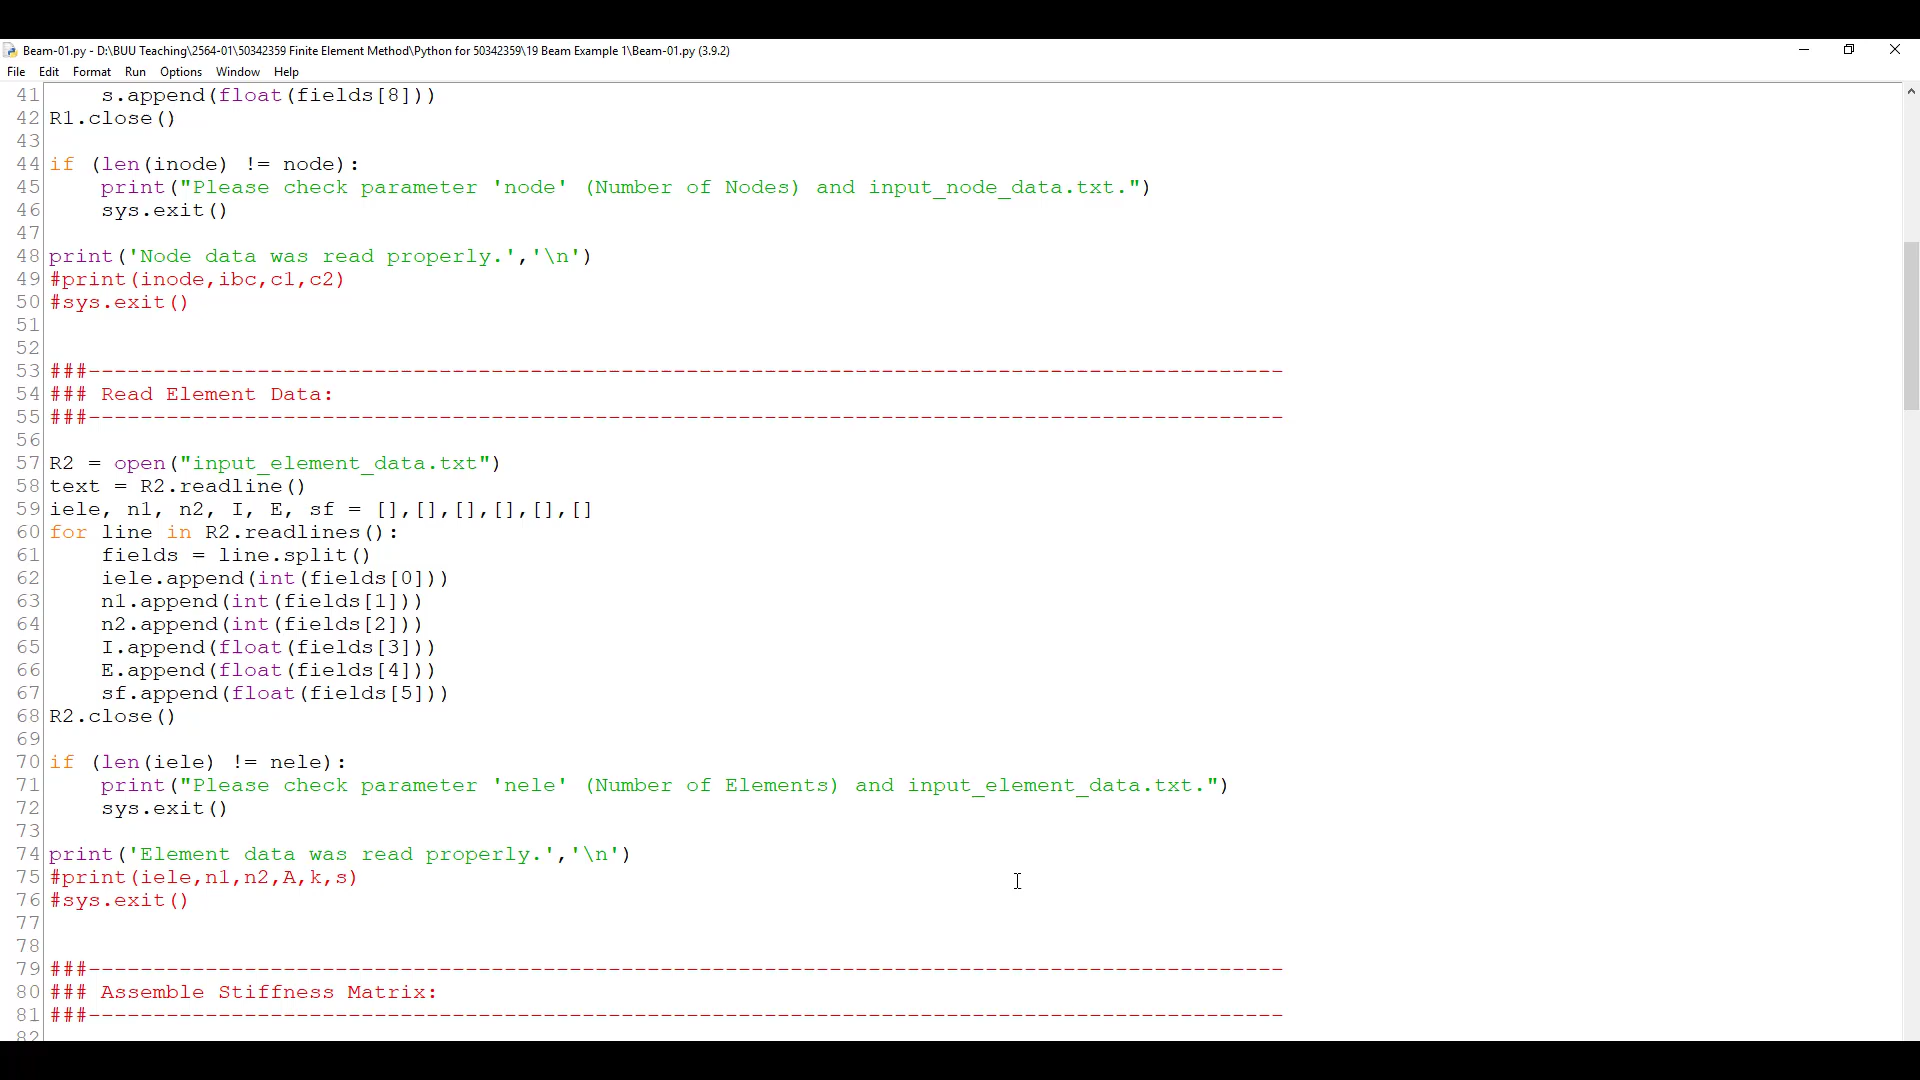 Beam-01.py - D:\BUU Teaching\2564-01\50342359 Finite Element Method\Python for 50342359\19 Beam Example 1\Beam-01.py (3.9.2)
File Edit Format Run Options Window Help
41     s.append(float(fields[8]))
42 R1.close()
43
44 if (len(inode) != node):
45     print("Please check parameter 'node' (Number of Nodes) and input_node_data.txt.")
46     sys.exit()
47
48 print('Node data was read properly.','\n')
49 #print(inode,ibc,c1,c2)
50 #sys.exit()
51
52
53 ###--------------------------------------------------------------------------------------------
54 ### Read Element Data:
55 ###--------------------------------------------------------------------------------------------
56
57 R2 = open("input_element_data.txt")
58 text = R2.readline()
59 iele, n1, n2, I, E, sf = [],[],[],[],[],[]
60 for line in R2.readlines():
61     fields = line.split()
62     iele.append(int(fields[0]))
63     n1.append(int(fields[1]))
64     n2.append(int(fields[2]))
65     I.append(float(fields[3]))
66     E.append(float(fields[4]))
67     sf.append(float(fields[5]))
68 R2.close()
69
70 if (len(iele) != nele):
71     print("Please check parameter 'nele' (Number of Elements) and input_element_data.txt.")
72     sys.exit()
73
74 print('Element data was read properly.','\n')
75 #print(iele,n1,n2,A,k,s)
76 #sys.exit()
77
78
79 ###--------------------------------------------------------------------------------------------
80 ### Assemble Stiffness Matrix:
81 ###--------------------------------------------------------------------------------------------
82